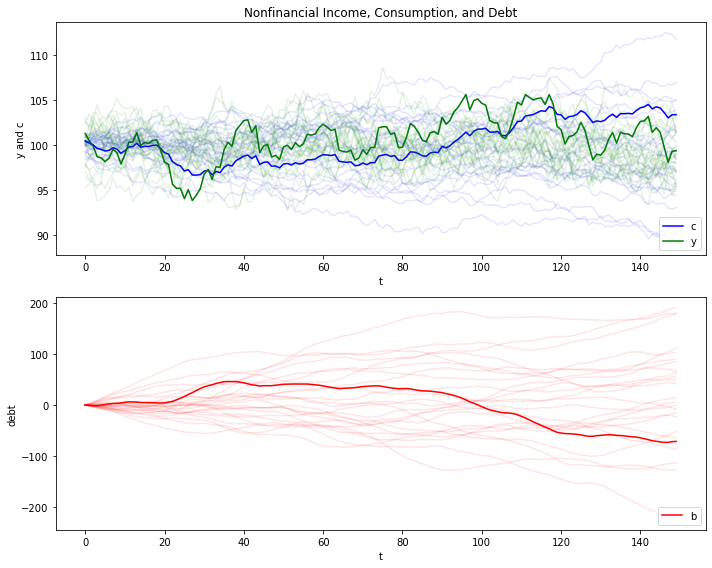 Nonfinancial Income, Consumption, and Debt
110
105
100
95
90
y and c
c
y
0 20 40 60 80 100 120 140
t
200
100
0
−100
−200
debt
b
0 20 40 60 80 100 120 140
t